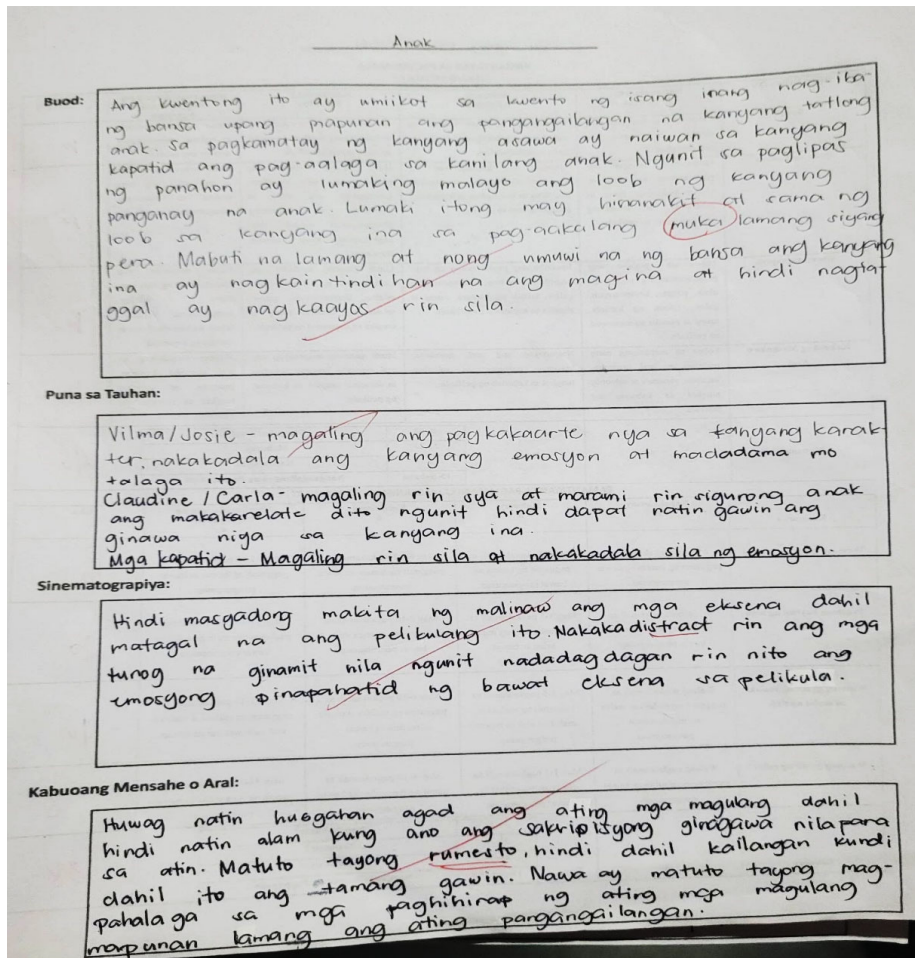 Anak
Buod:
Ang kwentong ito ay umiikot sa kwento ng isang inang nag-iba-
ng bansa upang mapunan ang pangangailangan na kanyang tatlong
anak. Sa pagkamatay ng kanyang asawa ay naiwan sa kanyang
kapatid ang pag-aalaga sa kanilang anak. Ngunit sa paglipas
ng panahon ay lumaking malayo ang loob ng kanyang
panganay na anak. Lumaki itong may hinanakit at sama ng
loob sa kanyang ina sa pag-aakalang muka lamang siyang
pera. Mabuti na lamang at nong umuwi na ng bansa ang kanyang
ina ay nagkaintindihan na ang magina at hindi nagtat
ggal ay nagkaayos rin sila.
Puna sa Tauhan:
Vilma/Josie - magaling ang pagkakaarte nya sa kanyang karak-
ter, nakakadala ang kanyang emosyon at madadama mo
talaga ito.
Claudine / Carla - magaling rin sya at marami rin sigurong anak
ang makakarelate dito ngunit hindi dapat natin gawin ang
ginawa niya sa kanyang ina.
Mga kapatid - Magaling rin sila at nakakadala sila ng emosyon.
Sinematograpiya:
Hindi masyadong makita ng malinaw ang mga eksena dahil
matagal na ang pelikulang ito. Nakakadistract rin ang mga
tunog na ginamit nila ngunit nadadagdagan rin nito ang
emosyong pinapahatid ng bawat eksena sa pelikula.
Kabuoang Mensahe o Aral:
Huwag natin husgahan agad ang ating mga magulang dahil
hindi natin alam kung ano ang sakripisyong ginagawa nila para
sa atin. Matuto tayong rumesto, hindi dahil kailangan kundi
dahil ito ang tamang gawin. Nawa ay matuto tayong mag-
pahalaga sa mga paghihirap ng ating mga magulang
mapunan lamang ang ating pangangailangan.